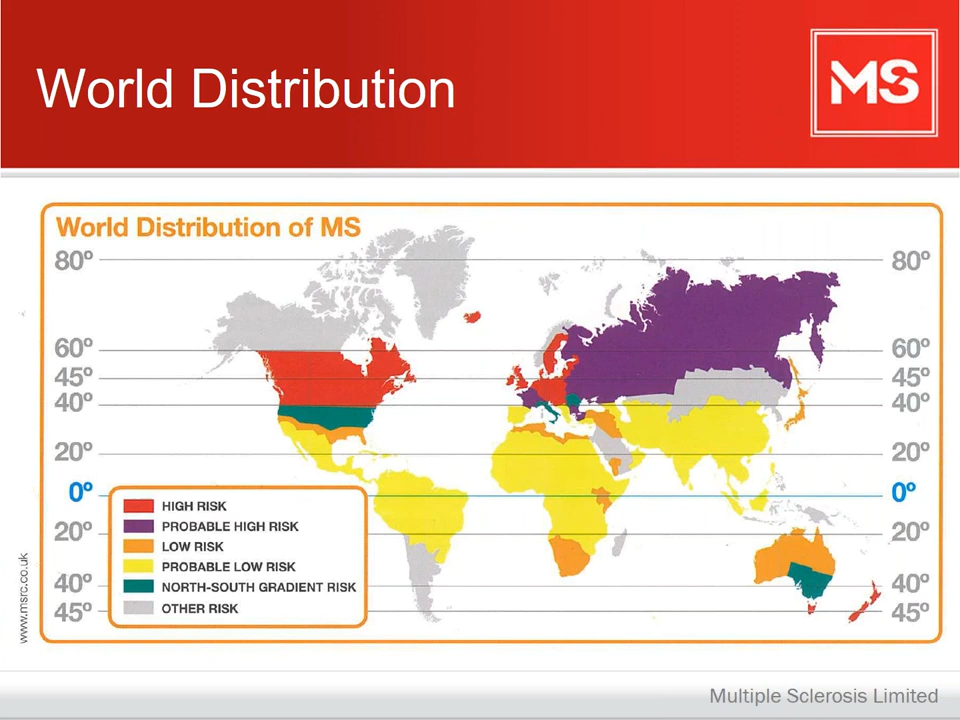 World Distribution
MS
World Distribution of MS
80º 80º
60º 60º
45º 45º
40º 40º
20º 20º
0º 0º
20º 20º
40º 40º
45º 45º
HIGH RISK
PROBABLE HIGH RISK
LOW RISK
PROBABLE LOW RISK
NORTH-SOUTH GRADIENT RISK
OTHER RISK
www.msrc.co.uk
Multiple Sclerosis Limited